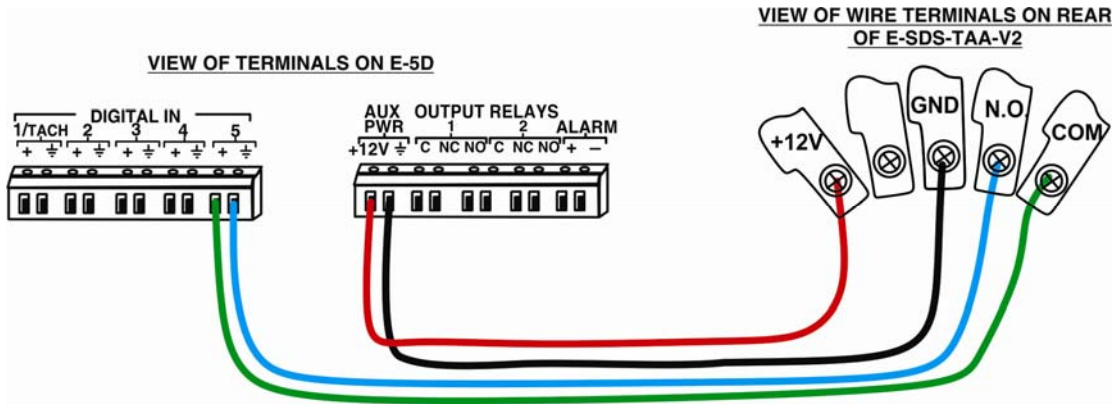 VIEW OF WIRE TERMINALS ON REAR
OF E-SDS-TAA-V2
VIEW OF TERMINALS ON E-5D
DIGITAL IN
1/TACH 2 3 4 5
+ ⏚ + ⏚ + ⏚ + ⏚ + ⏚
AUX
PWR
OUTPUT RELAYS
1 2 ALARM
+12V ⏚ C NC NO C NC NO + −
+12V
GND
N.O.
COM